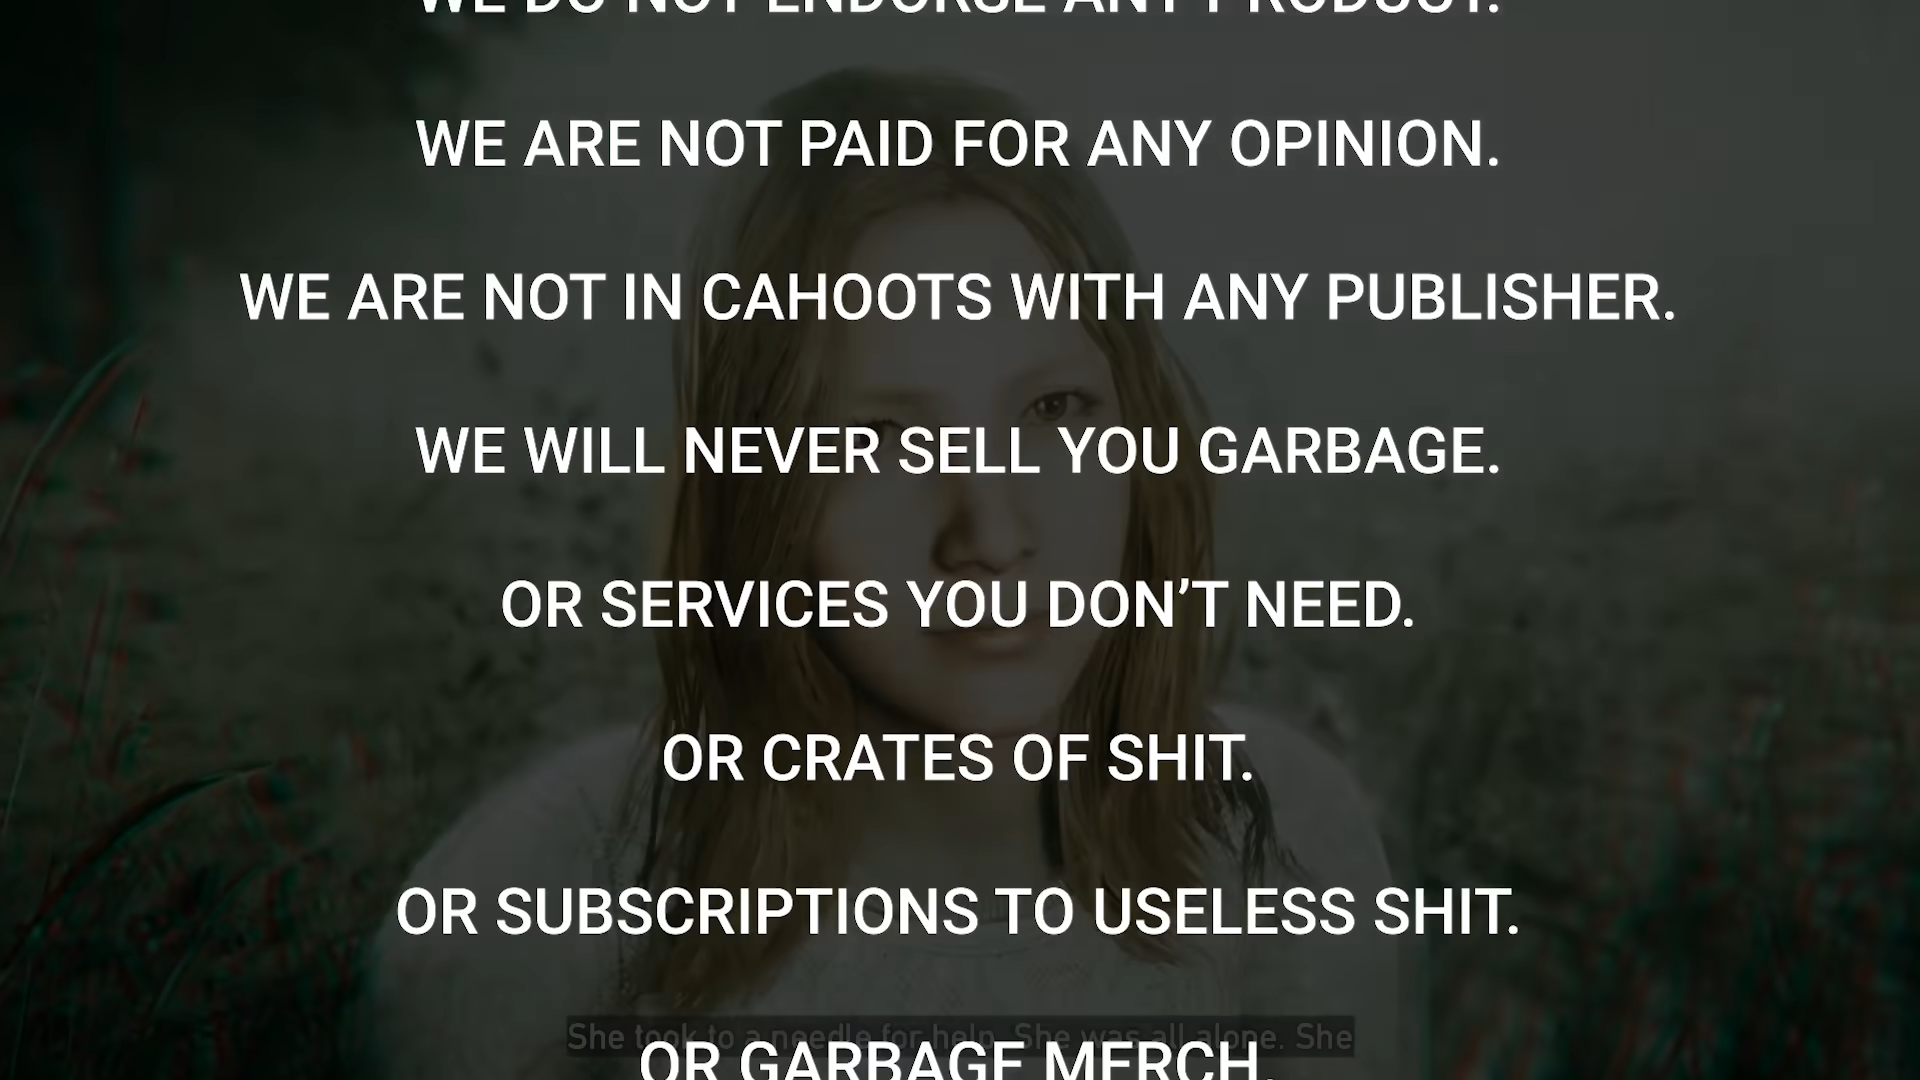 WE DO NOT ENDORSE ANY PRODUCT.
WE ARE NOT PAID FOR ANY OPINION.
WE ARE NOT IN CAHOOTS WITH ANY PUBLISHER.
WE WILL NEVER SELL YOU GARBAGE.
OR SERVICES YOU DON’T NEED.
OR CRATES OF SHIT.
OR SUBSCRIPTIONS TO USELESS SHIT.
She took to a needle for help. She was all alone. She
OR GARBAGE MERCH.